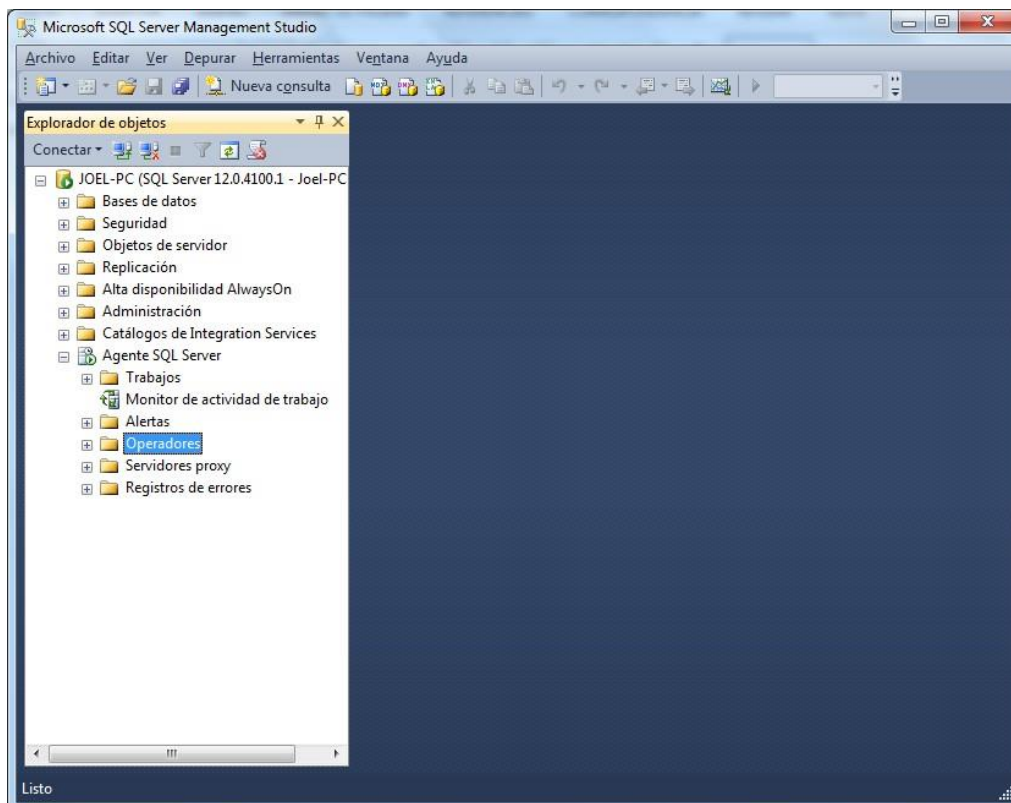 Microsoft SQL Server Management Studio
Archivo Editar Ver Depurar Herramientas Ventana Ayuda
Nueva consulta
Explorador de objetos
Conectar
JOEL-PC (SQL Server 12.0.4100.1 - Joel-PC
Bases de datos
Seguridad
Objetos de servidor
Replicación
Alta disponibilidad AlwaysOn
Administración
Catálogos de Integration Services
Agente SQL Server
Trabajos
Monitor de actividad de trabajo
Alertas
Operadores
Servidores proxy
Registros de errores
Listo